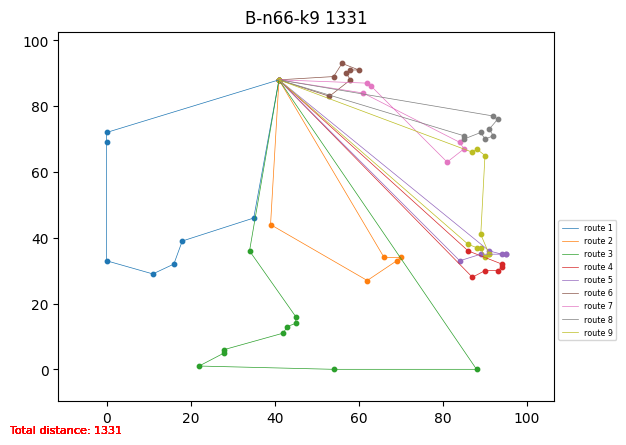 B-n66-k9 1331
100
80
60
40
20
0
0 20 40 60 80 100
route 1
route 2
route 3
route 4
route 5
route 6
route 7
route 8
route 9
Total distance: 1331